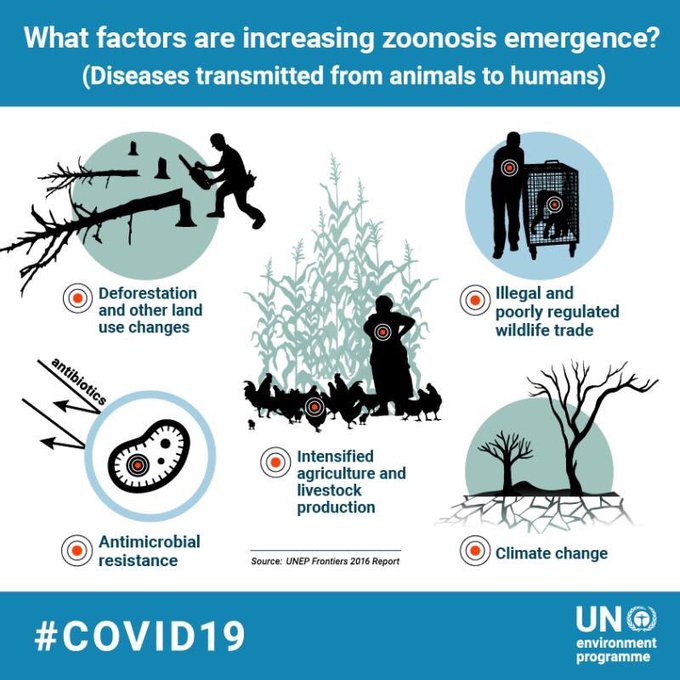 What factors are increasing zoonosis emergence?
(Diseases transmitted from animals to humans)
Deforestation
and other land
use changes
Illegal and
poorly regulated
wildlife trade
antibiotics
Intensified
agriculture and
livestock
production
Antimicrobial
resistance
Climate change
Source: UNEP Frontiers 2016 Report
#COVID19
UN
environment
programme